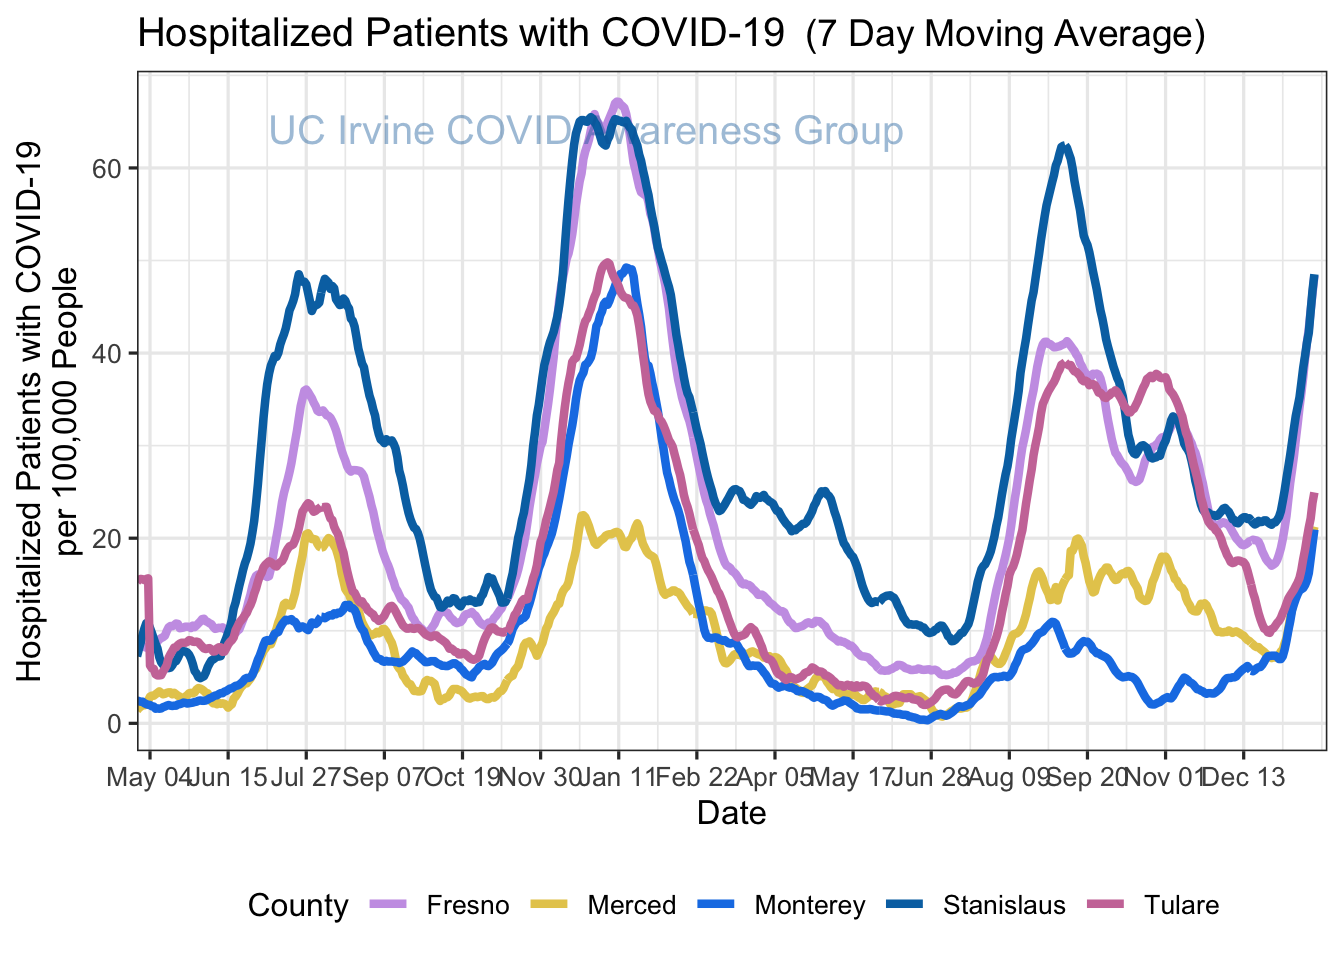 Hospitalized Patients with COVID-19 (7 Day Moving Average)
UC Irvine COVID Awareness Group
Hospitalized Patients with COVID-19
per 100,000 People
60
40
20
0
May 04 Jun 15 Jul 27 Sep 07 Oct 19 Nov 30 Jan 11 Feb 22 Apr 05 May 17 Jun 28 Aug 09 Sep 20 Nov 01 Dec 13
Date
County Fresno Merced Monterey Stanislaus Tulare